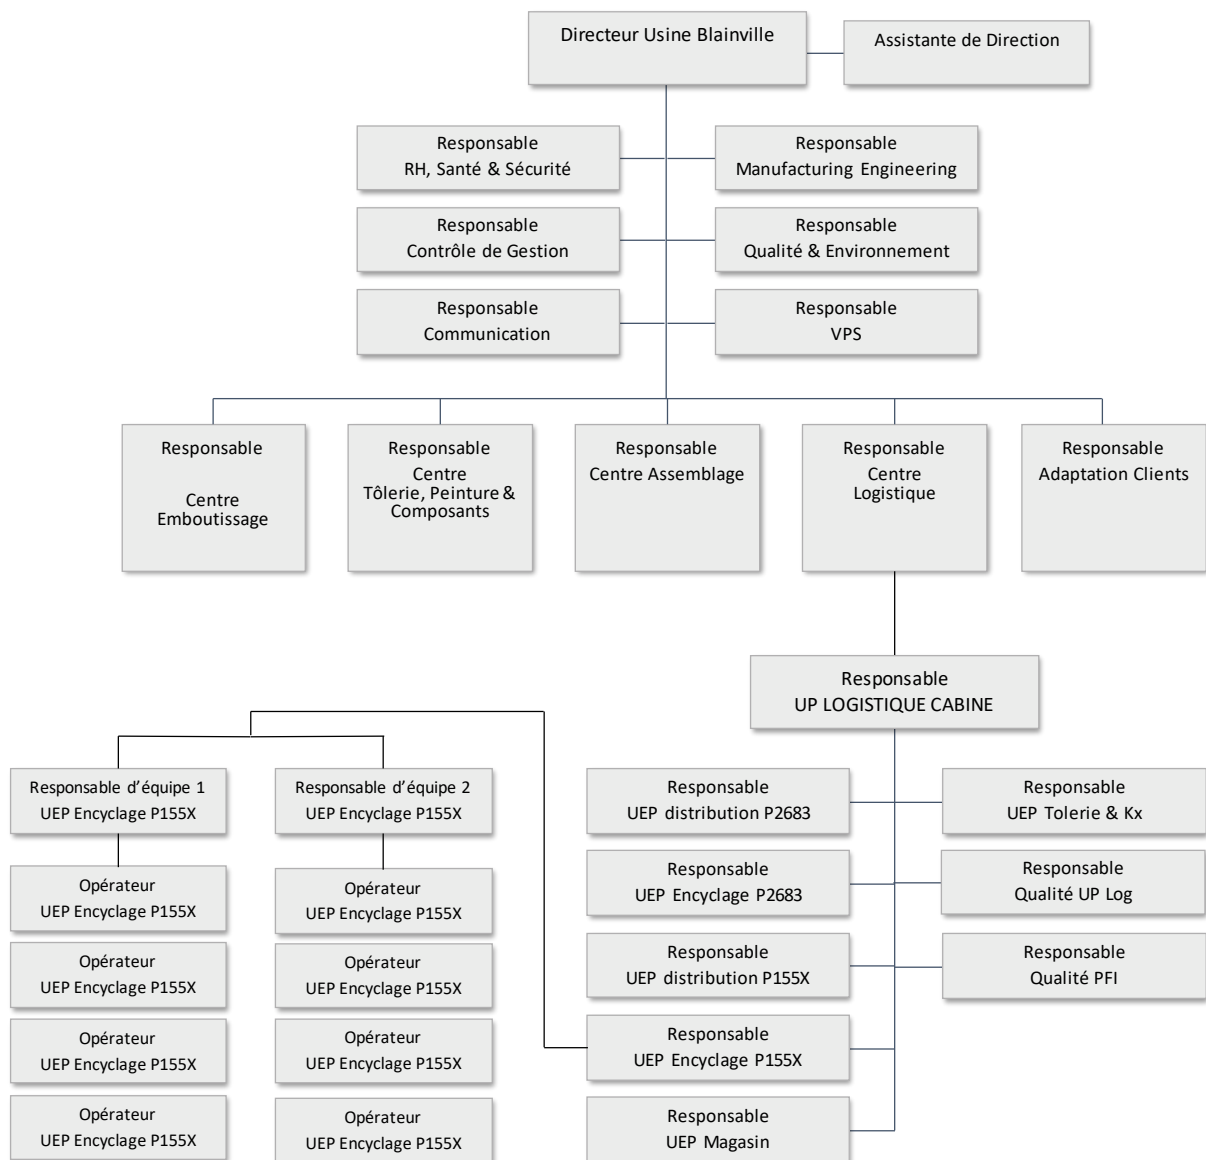 Directeur Usine Blainville
Assistante de Direction
Responsable
RH, Santé & Sécurité
Responsable
Manufacturing Engineering
Responsable
Contrôle de Gestion
Responsable
Qualité & Environnement
Responsable
Communication
Responsable
VPS
Responsable
Centre
Emboutissage
Responsable
Centre
Tôlerie, Peinture &
Composants
Responsable
Centre Assemblage
Responsable
Centre
Logistique
Responsable
Adaptation Clients
Responsable
UP LOGISTIQUE CABINE
Responsable d’équipe 1
UEP Encyclage P155X
Responsable d’équipe 2
UEP Encyclage P155X
Responsable
UEP distribution P2683
Responsable
UEP Tolerie & Kx
Opérateur
UEP Encyclage P155X
Opérateur
UEP Encyclage P155X
Responsable
UEP Encyclage P2683
Responsable
Qualité UP Log
Opérateur
UEP Encyclage P155X
Opérateur
UEP Encyclage P155X
Responsable
UEP distribution P155X
Responsable
Qualité PFI
Opérateur
UEP Encyclage P155X
Opérateur
UEP Encyclage P155X
Responsable
UEP Encyclage P155X
Opérateur
UEP Encyclage P155X
Opérateur
UEP Encyclage P155X
Responsable
UEP Magasin